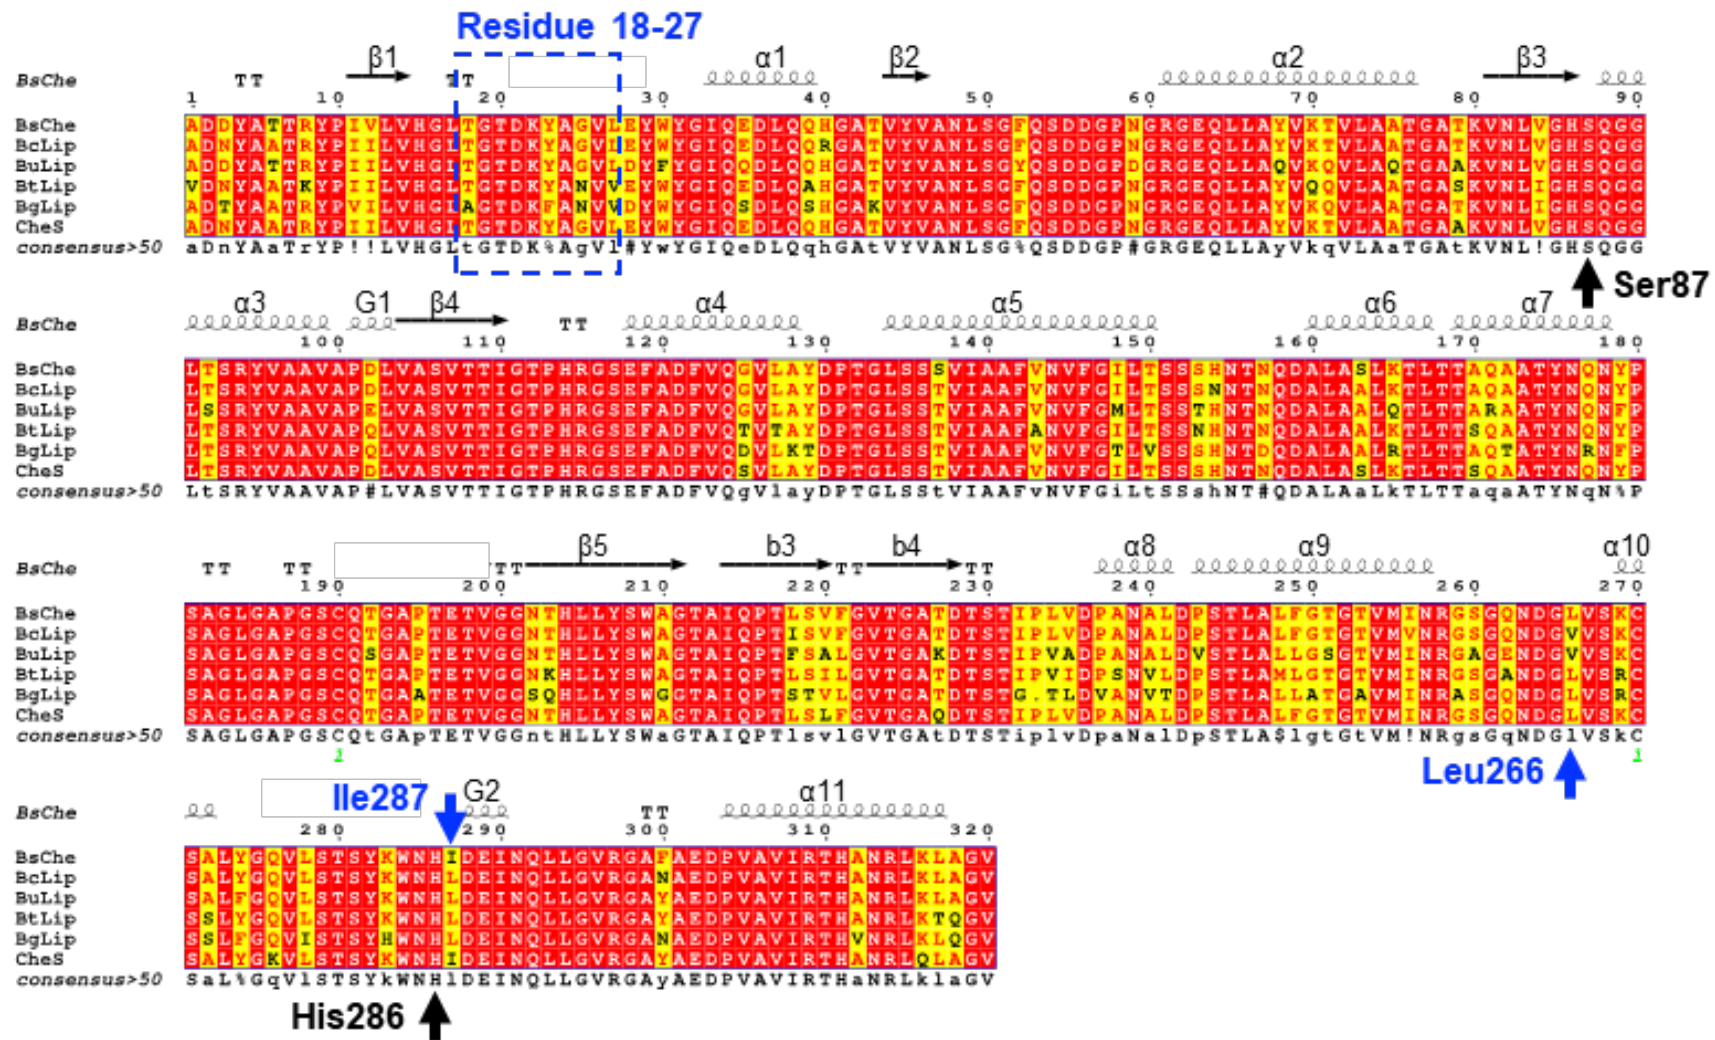 Residue 18-27
β1 α1 β2 α2 β3
BsChe TT TT
1 10 20 30 40 50 60 70 80 90
BsChe ADDYATTRYPIVLVHGLTGTDKYAGVLEYWYGIQEDLQQHGATVYVANLSGFQSDDGPNGRGEQLLAYVKTVLAATGATKVNLVGHSQGG
BcLip ADNYAATRYPIILVHGLTGTDKYAGVLEYWYGIQEDLQQRGATVYVANLSGFQSDDGPNGRGEQLLAYVKTVLAATGATKVNLVGHSQGG
BuLip ADDYATTRYPIILVHGLTGTDKYAGVLDYFYGIQEDLQQHGATVYVANLSGYQSDDGPDGRGEQLLAQVKTVLAQTGAAKVNLVGHSQGG
BtLip VDNYAATKYPIILVHGLTGTDKYANVVEYWYGIQEDLQAHGATVYVANLSGFQSDDGPNGRGEQLLAYVQQVLAATGASKVNLIGHSQGG
BgLip ADTYAATRYPVILVHGLAGTDKFANVVDYWYGIQSDLQSHGAKVYVANLSGFQSDDGPNGRGEQLLAYVKQVLAATGATKVNLIGHSQGG
CheS ADNYAATRYPIILVHGLTGTDKYAGVLEYWYGIQEDLQQHGATVYVANLSGFQSDDGPNGRGEQLLAYVKTVLAATGAAKVNLVGHSQGG
consensus>50 aDnYAaTrYP!!LVHGLtGTDK%AgVl#YwYGIQeDLQqhGAtVYVANLSG%QSDDGP#GRGEQLLAyVkqVLAaTGAtKVNL!GHSQGG
Ser87
α3 G1 β4 α4 α5 α6 α7
BsChe TT
100 110 120 130 140 150 160 170 180
BsChe LTSRYVAAVAPDLVASVTTIGTPHRGSEFADFVQGVLAYDPTGLSSSVIAAFVNVFGILTSSSHNTNQDALASLKTLTTAQAATYNQNYP
BcLip LTSRYVAAVAPDLVASVTTIGTPHRGSEFADFVQGVLAYDPTGLSSTVIAAFVNVFGILTSSSNNTNQDALAALKTLTTAQAATYNQNYP
BuLip LSSRYVAAVAPELVASVTTIGTPHRGSEFADFVQGVLAYDPTGLSSTVIAAFVNVFGMLTSSTHNTNQDALAALQTLTTARAATYNQNFP
BtLip LTSRYVAAVAPQLVASVTTIGTPHRGSEFADFVQTVTAYDPTGLSSTVIAAFANVFGILTSSNHNTNQDALAALKTLTTSQAATYNQNYP
BgLip LTSRYVAAVAPQLVASVTTIGTPHRGSEFADFVQDVLKTDPTGLSSTVIAAFVNVFGTLVSSSHNTDQDALAALRTLTTAQTATYNRNFP
CheS LTSRYVAAVAPDLVASVTTIGTPHRGSEFADFVQSVLAYDPTGLSSTVIAAFVNVFGILTSSSHNTNQDALASLKTLTTSQAATYNQNYP
consensus>50 LtSRYVAAVAP#LVASVTTIGTPHRGSEFADFVQgVlayDPTGLSStVIAAFvNVFGiLtSSshNT#QDALAaLkTLTTaqaATYNqN%P
β5 b3 b4 α8 α9 α10
BsChe TT TT TT TT TT
190 200 210 220 230 240 250 260 270
BsChe SAGLGAPGSCQTGAPTETVGGNTHLLYSWAGTAIQPTLSVFGVTGATDTSTIPLVDPANALDPSTLALFGTGTVMINRGSGQNDGLVSKC
BcLip SAGLGAPGSCQTGAPTETVGGNTHLLYSWAGTAIQPTISVFGVTGATDTSTIPLVDPANALDPSTLALFGTGTVMVNRGSGQNDGVVSKC
BuLip SAGLGAPGSCQSGAPTETVGGNTHLLYSWAGTAIQPTFSALGVTGAKDTSTIPVADPANALDVSTLALLGSGTVMINRGAGENDGVVSKC
BtLip SAGLGAPGSCQTGAPTETVGGNKHLLYSWAGTAIQPTLSILGVTGATDTSTIPVIDPSNVLDPSTLAMLGTGTVMINRGSGANDGVVSRC
BgLip SAGLGAPGSCQTGAATETVGGSQHLLYSWGGTAIQPTSTVLGVTGATDTSTG.TLDVANVTDPSTLALLATGAVMINRASGQNDGLVSRC
CheS SAGLGAPGSCQTGAPTETVGGNTHLLYSWAGTAIQPTLSLFGVTGAQDTSTIPLVDPANALDPSTLALFGTGTVMINRGSGQNDGLVSKC
consensus>50 SAGLGAPGSCQtGApTETVGGntHLLYSWaGTAIQPTlsvlGVTGAtDTSTiplvDpaNalDpSTLA$lgtGtVM!NRgsGqNDGlVSkC
1 1
Leu266
Ile287 G2 α11
BsChe TT
280 290 300 310 320
BsChe SALYGQVLSTSYKWNHIDEINQLLGVRGAFAEDPVAVIRTHANRLKLAGV
BcLip SALYGQVLSTSYKWNHLDEINQLLGVRGANAEDPVAVIRTHANRLKLAGV
BuLip SALFGQVLSTSYKWNHLDEINQLLGVRGAYAEDPVAVIRTHANRLKLAGV
BtLip SSLYGQVLSTSYKWNHLDEINQLLGVRGAYAEDPVAVIRTHANRLKTQGV
BgLip SSLFGQVISTSYHWNHLDEINQLLGVRGANAEDPVAVIRTHVNRLKLQGV
CheS SALYGKVLSTSYKWNHIDEINQLLGVRGAYAEDPVAVIRTHANRLQLAGV
consensus>50 SaL%GqVlSTSYkWNHlDEINQLLGVRGAyAEDPVAVIRTHaNRLklaGV
His286